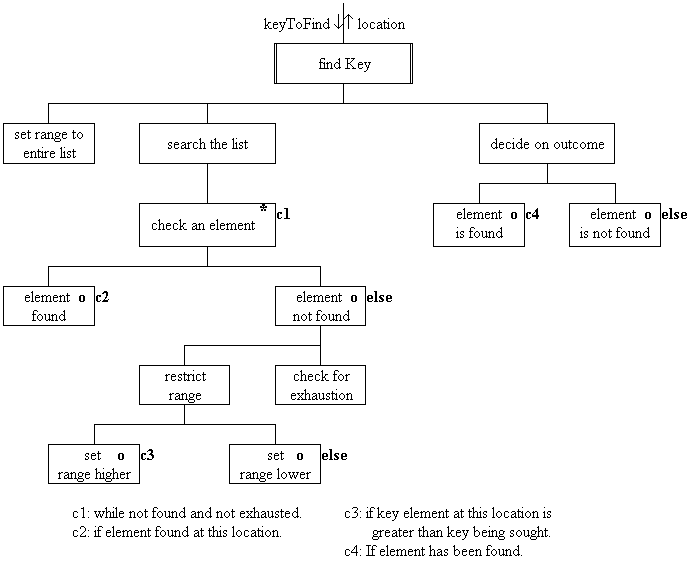 keyToFind location
find Key
set range to
entire list
search the list
decide on outcome
check an element * c1
element o c4
is found
element o else
is not found
element o c2
found
element o else
not found
restrict
range
check for
exhaustion
set o c3
range higher
set o else
range lower
c1: while not found and not exhausted.
c2: if element found at this location.
c3: if key element at this location is
greater than key being sought.
c4: If element has been found.